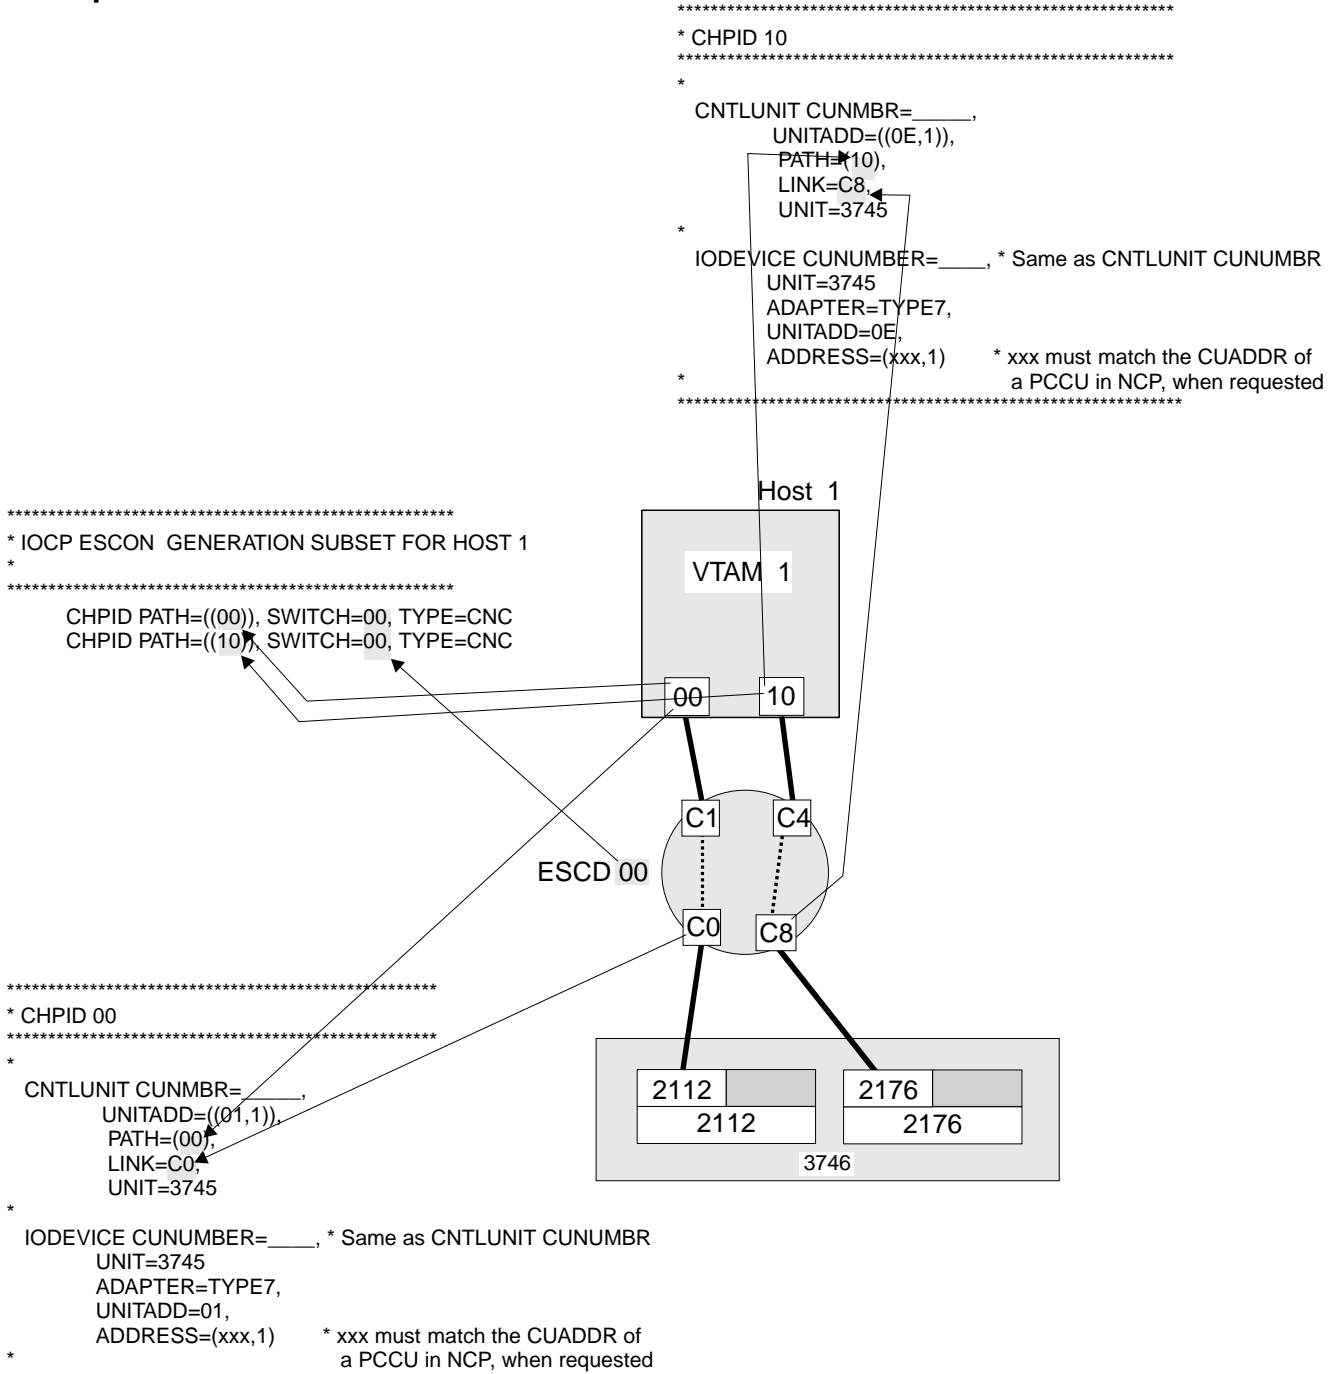 ************************************************************
* CHPID 10
************************************************************
*
CNTLUNIT CUNMBR=_____,
UNITADD=((0E,1)),
PATH=(10),
LINK=C8,
UNIT=3745
*
IODEVICE CUNUMBER=____, * Same as CNTLUNIT CUNUMBR
UNIT=3745
ADAPTER=TYPE7,
UNITADD=0E,
ADDRESS=(xxx,1) * xxx must match the CUADDR of
* a PCCU in NCP, when requested
*************************************************************
Host 1
VTAM 1
00 10
******************************************************
* IOCP ESCON GENERATION SUBSET FOR HOST 1
*
******************************************************
CHPID PATH=((00)), SWITCH=00, TYPE=CNC
CHPID PATH=((10)), SWITCH=00, TYPE=CNC
C1 C4
ESCD 00
C0 C8
****************************************************
* CHPID 00
****************************************************
*
CNTLUNIT CUNMBR=_____,
UNITADD=((01,1)),
PATH=(00),
LINK=C0,
UNIT=3745
*
IODEVICE CUNUMBER=____, * Same as CNTLUNIT CUNUMBR
UNIT=3745
ADAPTER=TYPE7,
UNITADD=01,
ADDRESS=(xxx,1) * xxx must match the CUADDR of
* a PCCU in NCP, when requested
2112 2176
2112 2176
3746